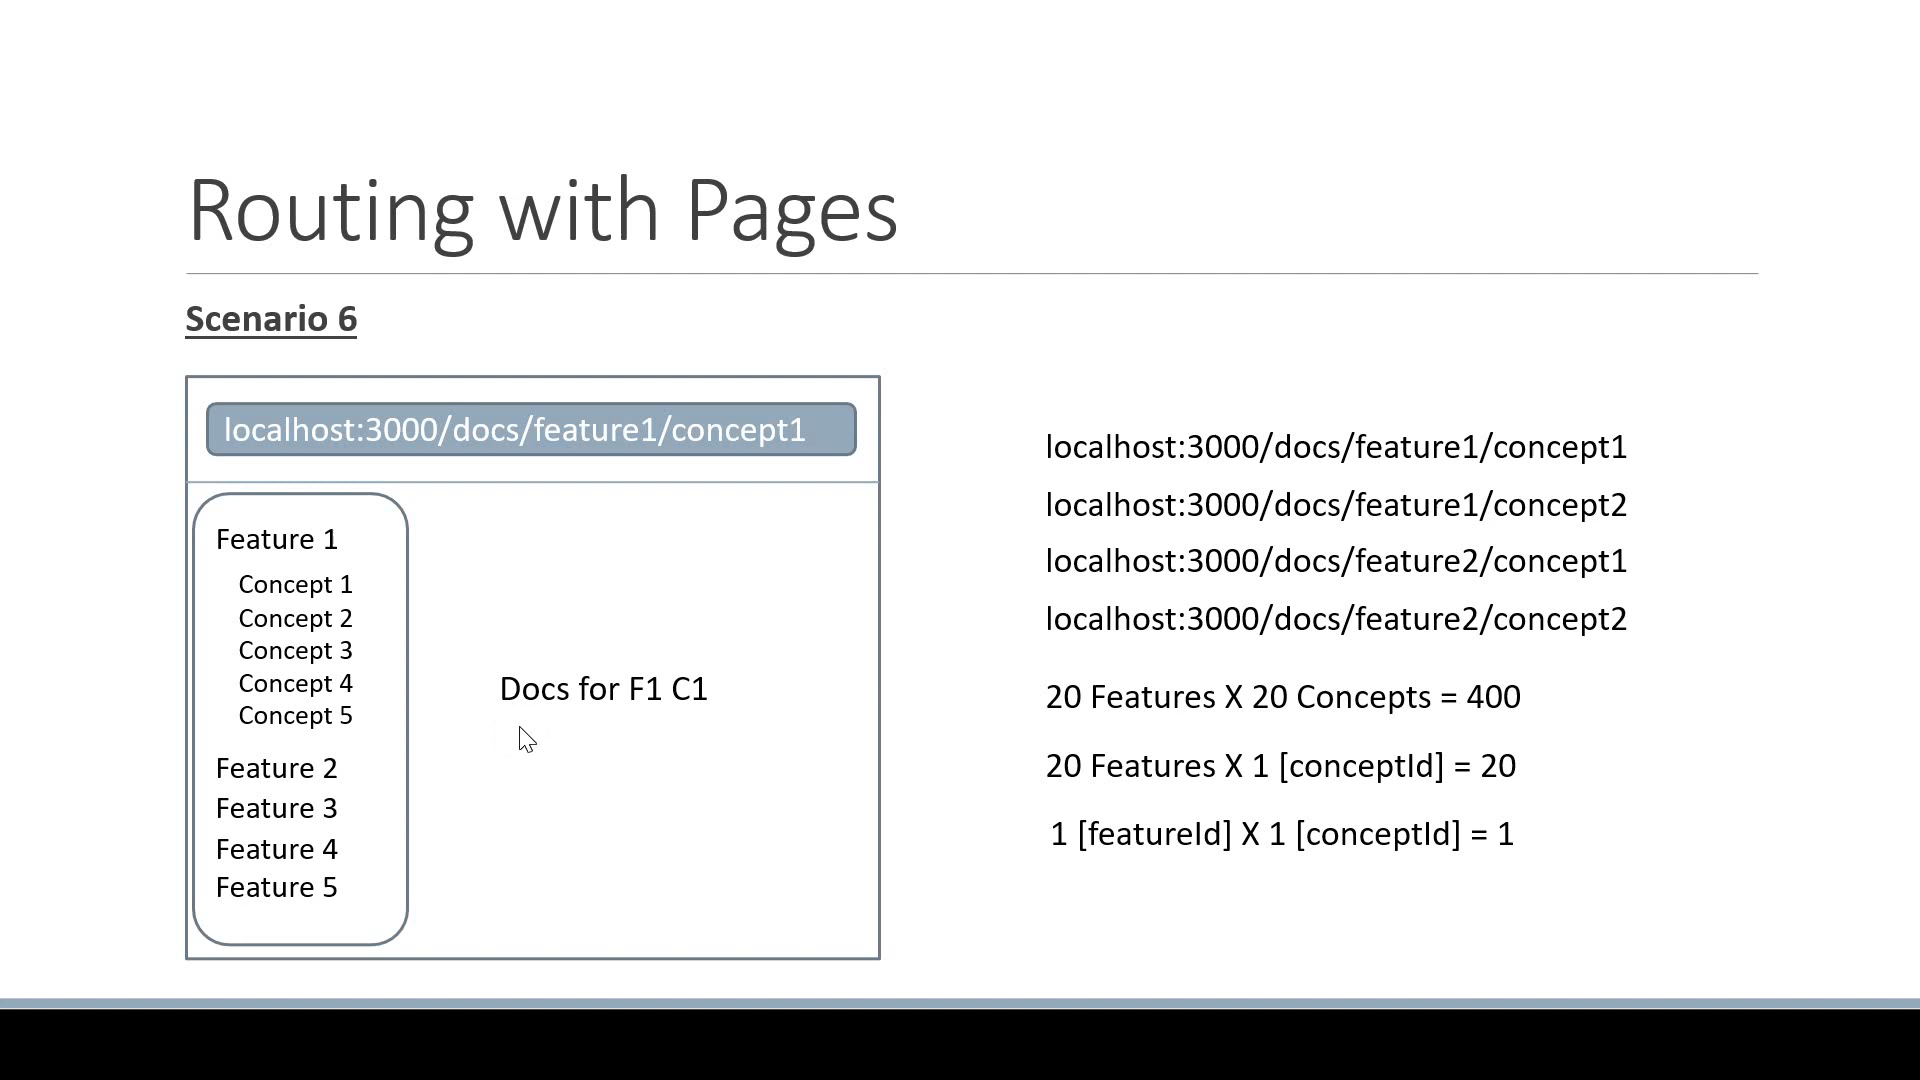 Routing with Pages
Scenario 6
localhost:3000/docs/feature1/concept1
Feature 1
Concept 1
Concept 2
Concept 3
Concept 4
Concept 5
Feature 2
Feature 3
Feature 4
Feature 5
Docs for F1 C1
localhost:3000/docs/feature1/concept1
localhost:3000/docs/feature1/concept2
localhost:3000/docs/feature2/concept1
localhost:3000/docs/feature2/concept2
20 Features X 20 Concepts = 400
20 Features X 1 [conceptId] = 20
1 [featureId] X 1 [conceptId] = 1